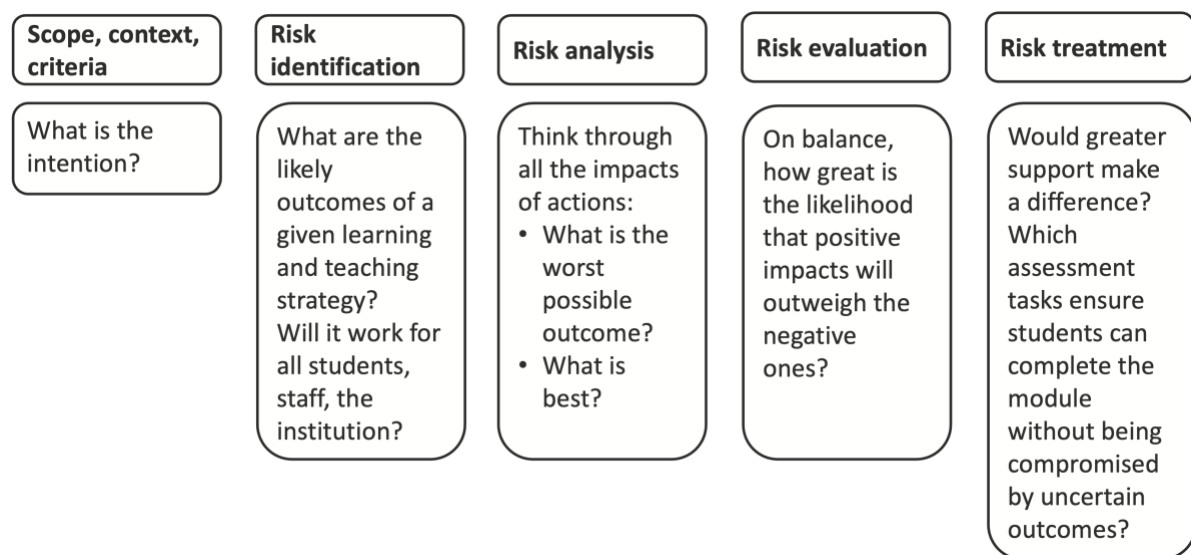 Scope, context,
criteria
What is the
intention?
Risk
identification
What are the
likely
outcomes of a
given learning
and teaching
strategy?
Will it work for
all students,
staff, the
institution?
Risk analysis
Think through
all the impacts
of actions:
• What is the
worst
possible
outcome?
• What is
best?
Risk evaluation
On balance,
how great is
the likelihood
that positive
impacts will
outweigh the
negative
ones?
Risk treatment
Would greater
support make
a difference?
Which
assessment
tasks ensure
students can
complete the
module
without being
compromised
by uncertain
outcomes?